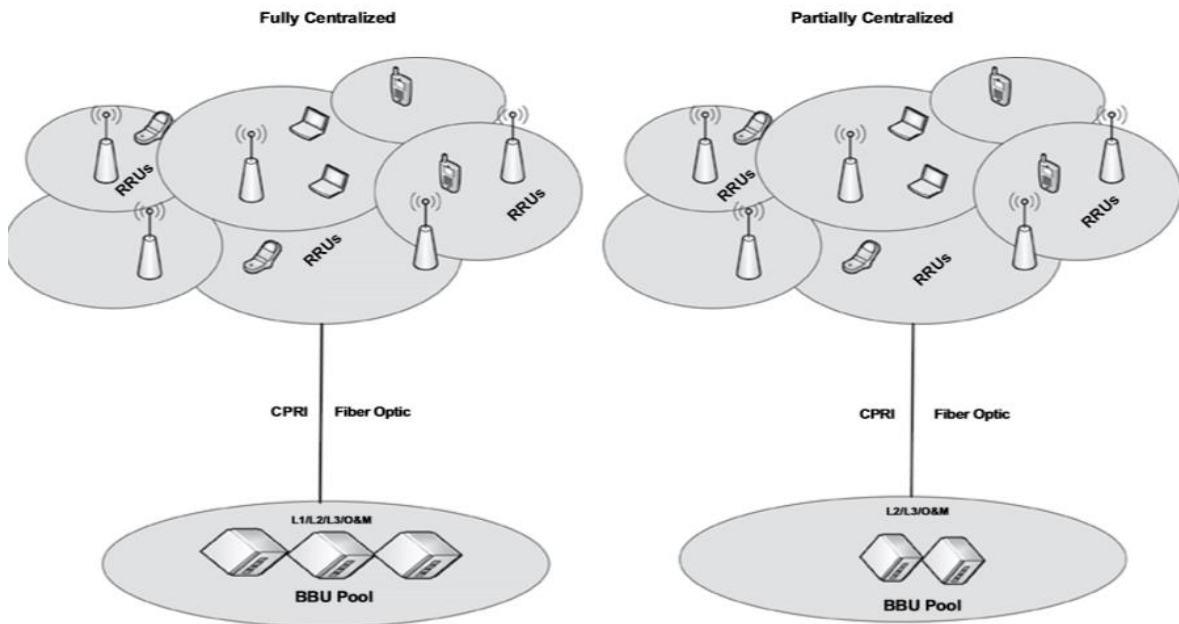 Fully Centralized
RRUs
RRUs
RRUs
CPRI Fiber Optic
L1/L2/L3/O&M
BBU Pool
Partially Centralized
RRUs
RRUs
RRUs
CPRI Fiber Optic
L2/L3/O&M
BBU Pool